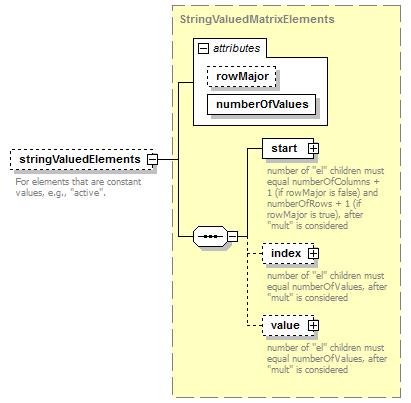 StringValuedMatrixElements
attributes
rowMajor
numberOfValues
stringValuedElements
For elements that are constant
values, e.g., "active".
start
number of "el" children must
equal numberOfColumns +
1 (if rowMajor is false) and
numberOfRows + 1 (if
rowMajor is true), after
"mult" is considered
index
number of "el" children must
equal numberOfValues, after
"mult" is considered
value
number of "el" children must
equal numberOfValues, after
"mult" is considered